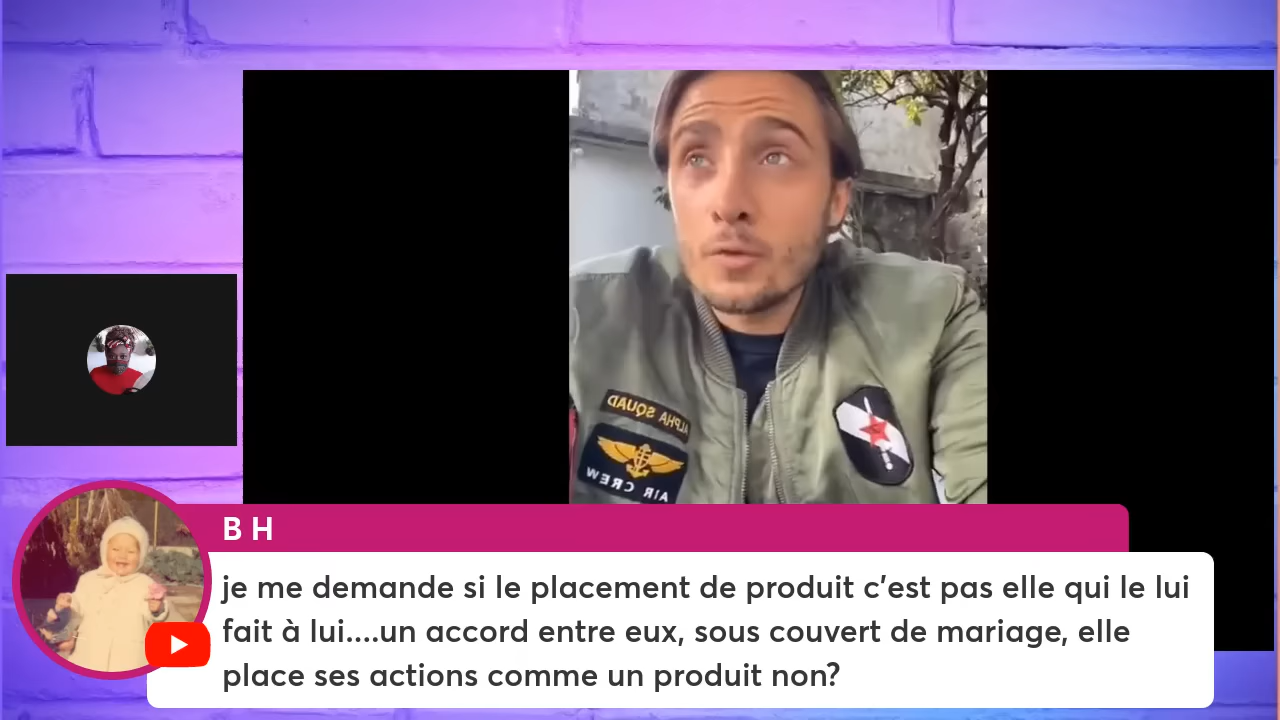 ALPHA SQUAD
AIR CREW
B H
je me demande si le placement de produit c'est pas elle qui le lui
fait à lui....un accord entre eux, sous couvert de mariage, elle
place ses actions comme un produit non?